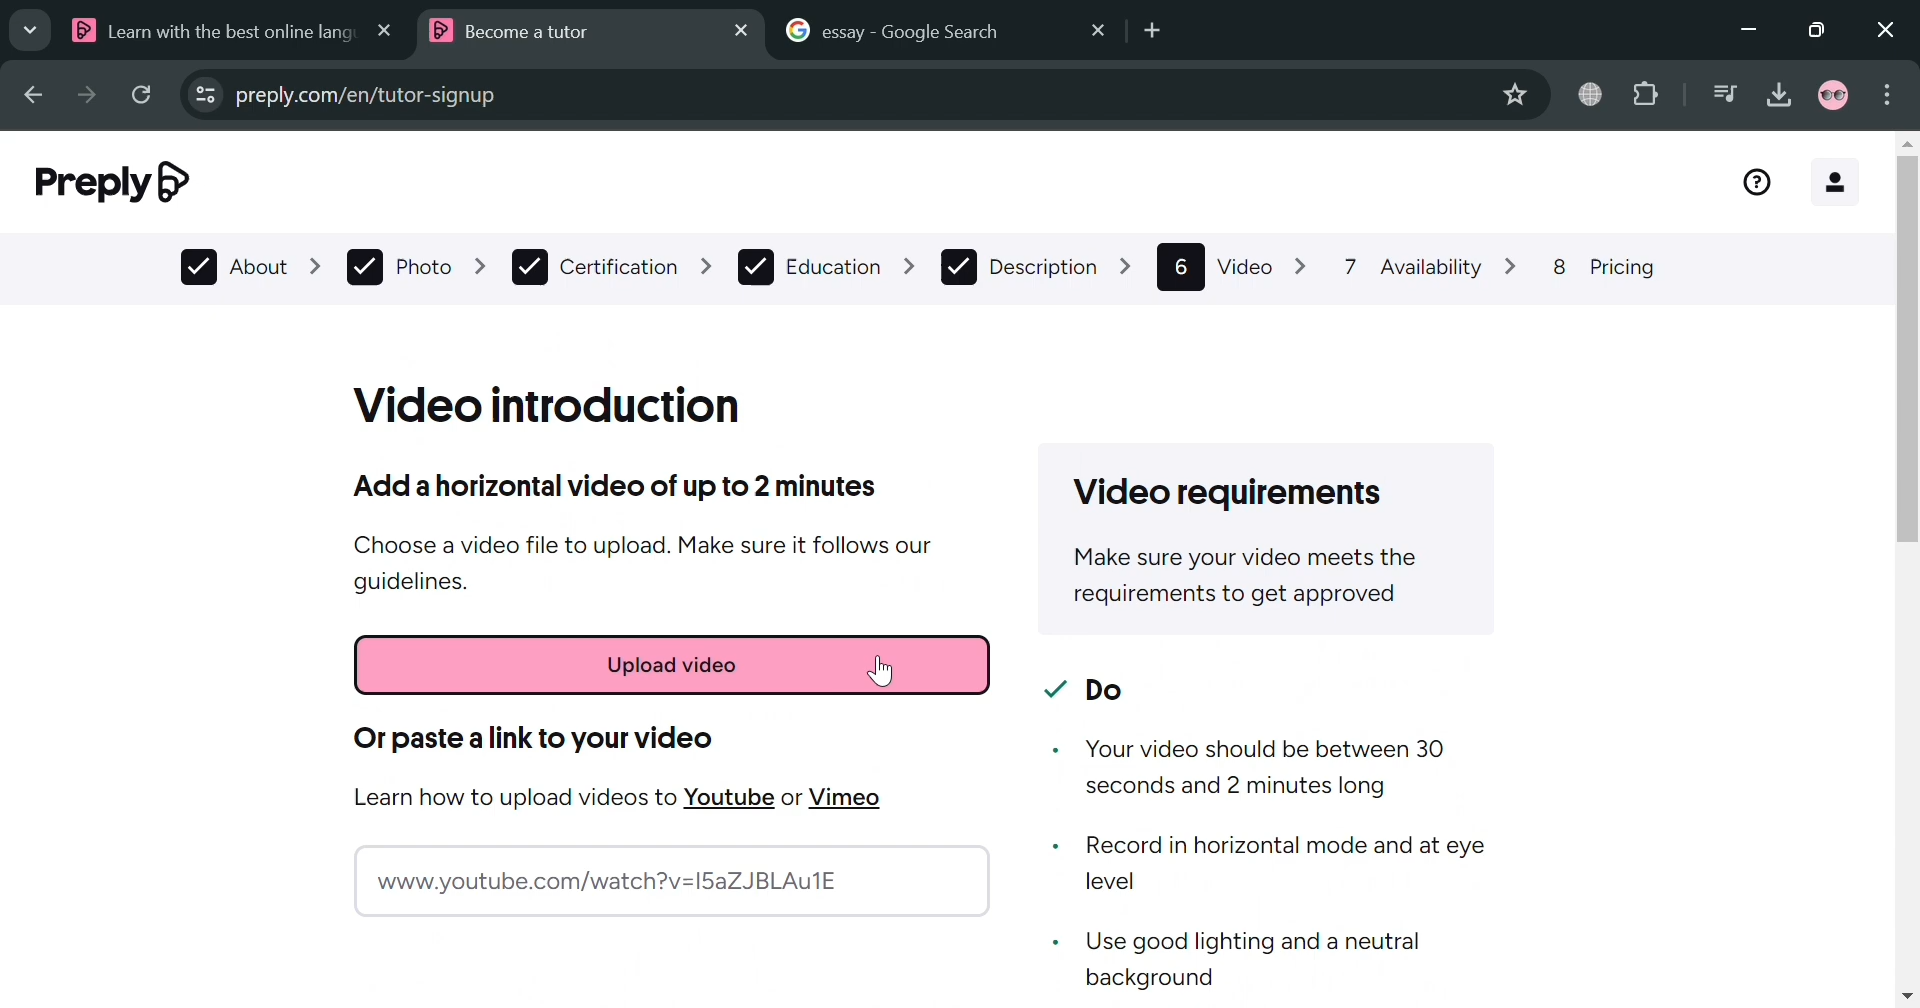 Learn with the best online lang
Become a tutor
essay - Google Search
preply.com/en/tutor-signup
Preply
About
Photo
Certification
Education
Description
6 Video
7 Availability
8 Pricing
Video introduction
Add a horizontal video of up to 2 minutes
Choose a video file to upload. Make sure it follows our
guidelines.
Upload video
Or paste a link to your video
Learn how to upload videos to Youtube or Vimeo
www.youtube.com/watch?v=I5aZJBLAu1E
Video requirements
Make sure your video meets the
requirements to get approved
Do
• Your video should be between 30
seconds and 2 minutes long
• Record in horizontal mode and at eye
level
• Use good lighting and a neutral
background